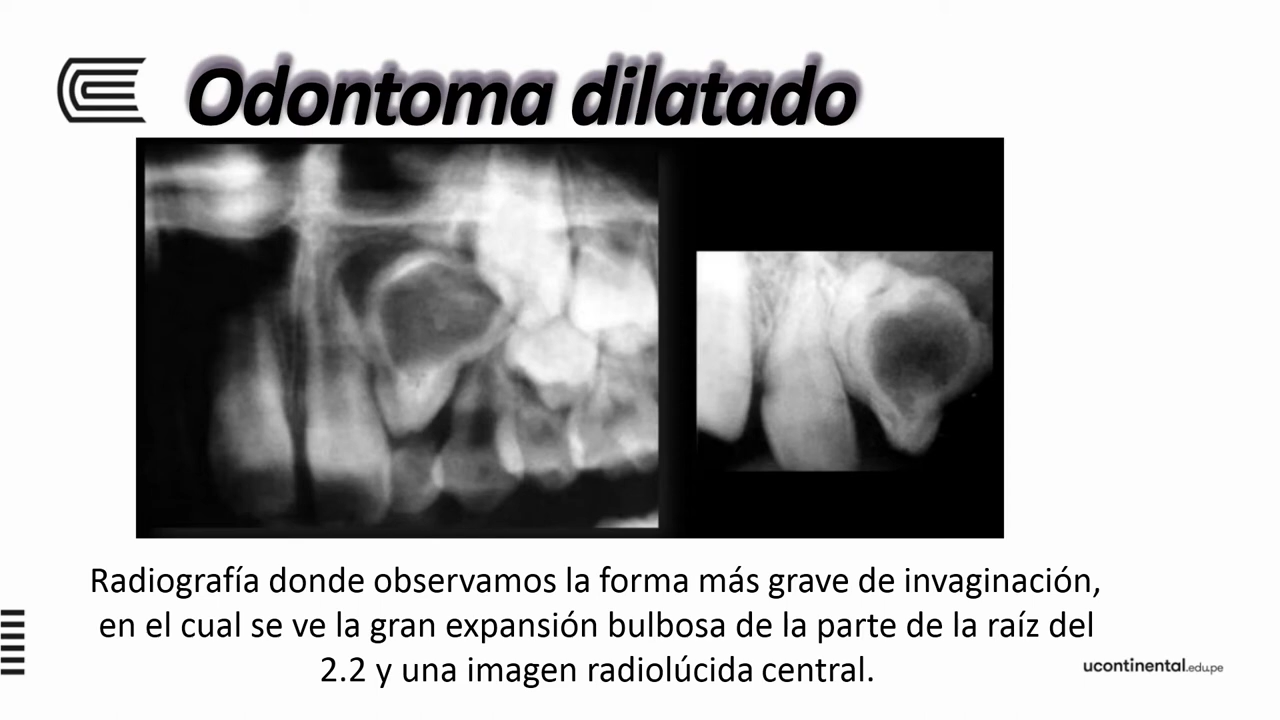 Odontoma dilatado
Radiografía donde observamos la forma más grave de invaginación,
en el cual se ve la gran expansión bulbosa de la parte de la raíz del
2.2 y una imagen radiolúcida central.
ucontinental.edu.pe